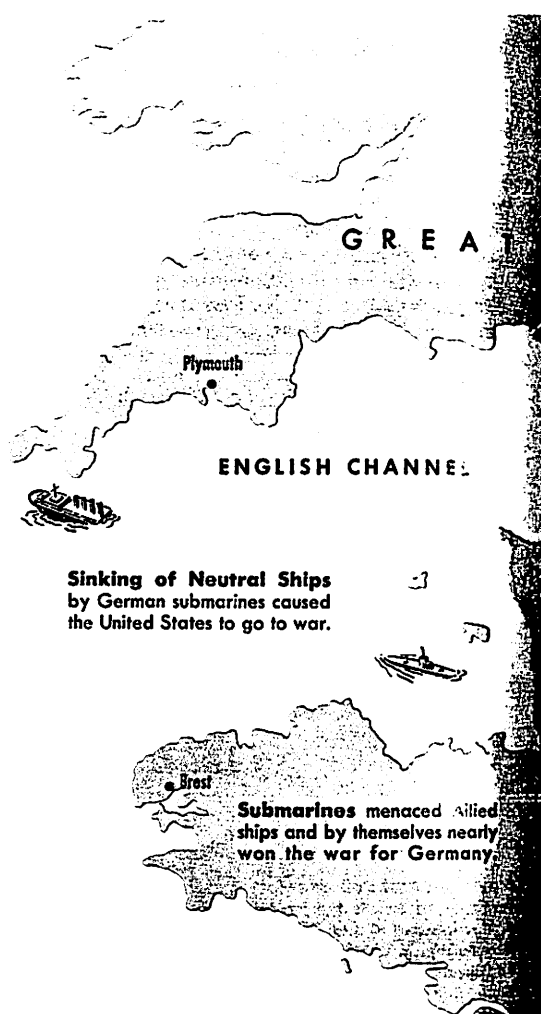 GREAT
Plymouth
ENGLISH CHANNEL
Sinking of Neutral Ships
by German submarines caused
the United States to go to war.
Brest
Submarines menaced Allied
ships and by themselves nearly
won the war for Germany.